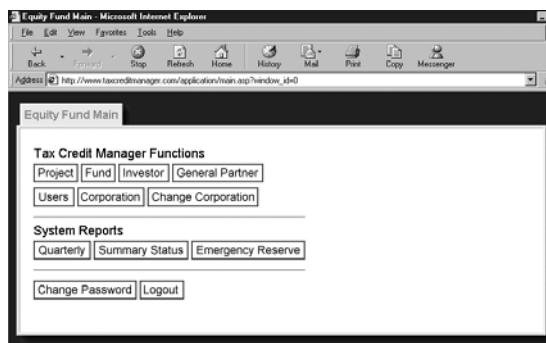 Equity Fund Main - Microsoft Internet Explorer
File Edit View Favorites Tools Help
Back Forward Stop Refresh Home History Mail Print Copy Messenger
Address http://www.taxcreditmanager.com/application/main.asp?window_id=0
Equity Fund Main
Tax Credit Manager Functions
Project Fund Investor General Partner
Users Corporation Change Corporation
System Reports
Quarterly Summary Status Emergency Reserve
Change Password Logout